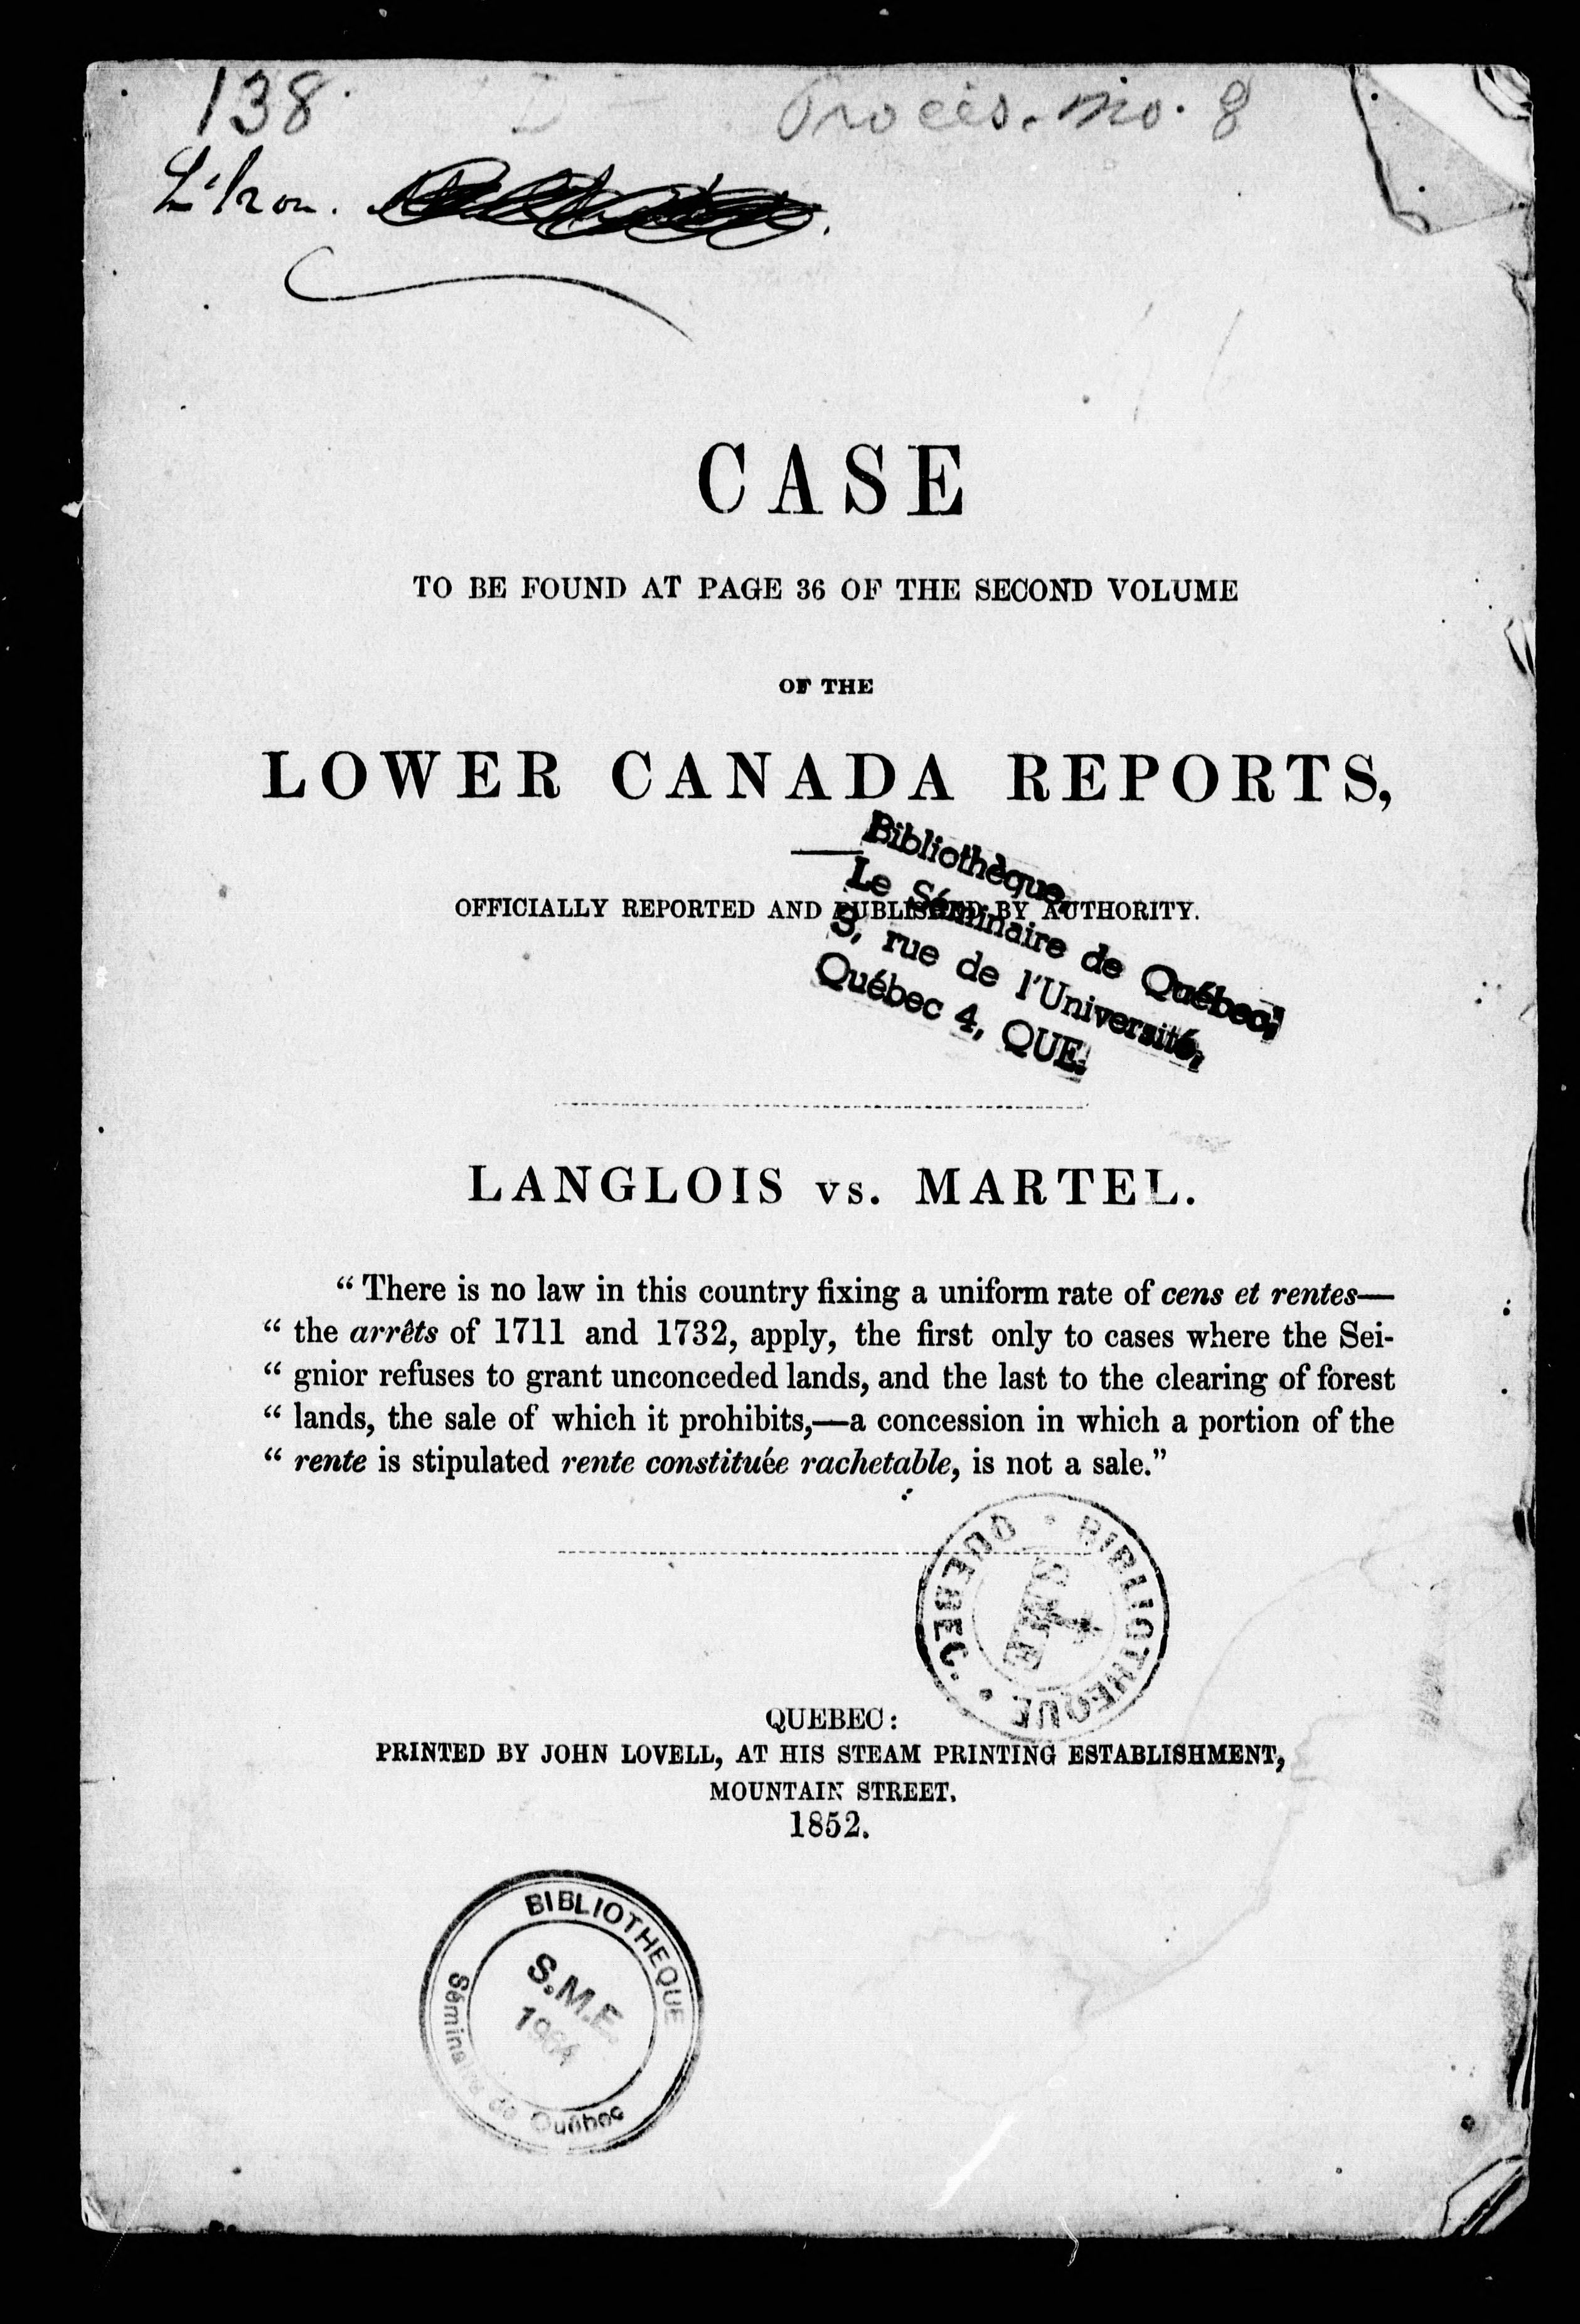 138
Procès. no. 8
L'hon.
CASE
TO BE FOUND AT PAGE 36 OF THE SECOND VOLUME
OF THE
LOWER CANADA REPORTS,
OFFICIALLY REPORTED AND PUBLISHED BY AUTHORITY.
Bibliothèque,
Le Séminaire de Québec,
3, rue de l'Université,
Québec 4, QUE.
LANGLOIS vs. MARTEL.
“ There is no law in this country fixing a uniform rate of cens et rentes—
“ the arrêts of 1711 and 1732, apply, the first only to cases where the Sei-
“ gnior refuses to grant unconceded lands, and the last to the clearing of forest
“ lands, the sale of which it prohibits,—a concession in which a portion of the
“ rente is stipulated rente constituée rachetable, is not a sale.”
BIBLIOTHEQUE
QUEBEC.
QUEBEC:
PRINTED BY JOHN LOVELL, AT HIS STEAM PRINTING ESTABLISHMENT,
MOUNTAIN STREET.
1852.
BIBLIOTHEQUE
S.M.E.
1964
Séminaire de Québec